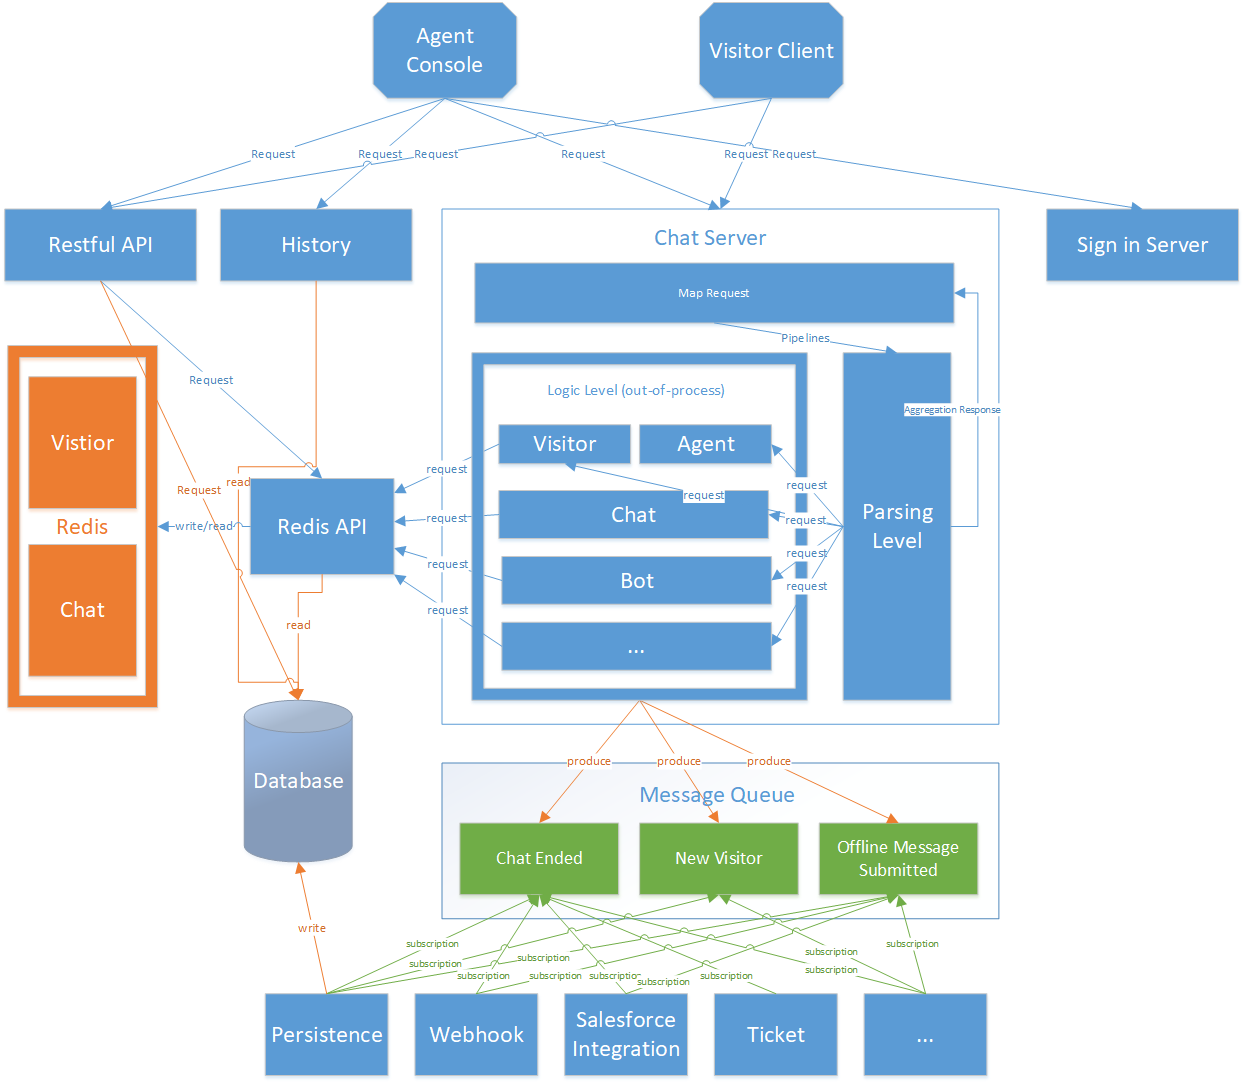 Agent
Console
Visitor Client
Request
Request
Request
Request
Request
Request
Restful API
History
Chat Server
Sign in Server
Map Request
Pipelines
Request
Logic Level (out-of-process)
Aggregation Response
Vistior
Visitor
Agent
request
read
Request
request
request
Parsing
Level
Chat
request
request
Redis
write/read
Redis API
request
request
Bot
request
Chat
request
read
...
Database
produce
produce
produce
Message Queue
Chat Ended
New Visitor
Offline Message
Submitted
write
subscription
subscription
subscription
subscription
subscription
subscription
subscription
subscription
subscription
subscription
subscription
Persistence
Webhook
Salesforce
Integration
Ticket
...